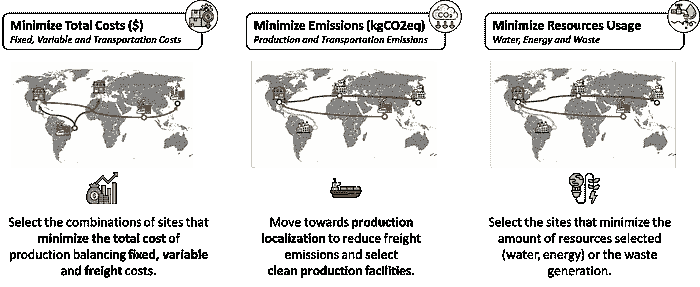 Minimize Total Costs ($)
Fixed, Variable and Transportation Costs
Select the combinations of sites that
minimize the total cost of
production balancing fixed, variable
and freight costs.
Minimize Emissions (kgCO2eq)
Production and Transportation Emissions
CO₂
Move towards production
localization to reduce freight
emissions and select
clean production facilities.
Minimize Resources Usage
Water, Energy and Waste
Select the sites that minimize the
amount of resources selected
(water, energy) or the waste
generation.